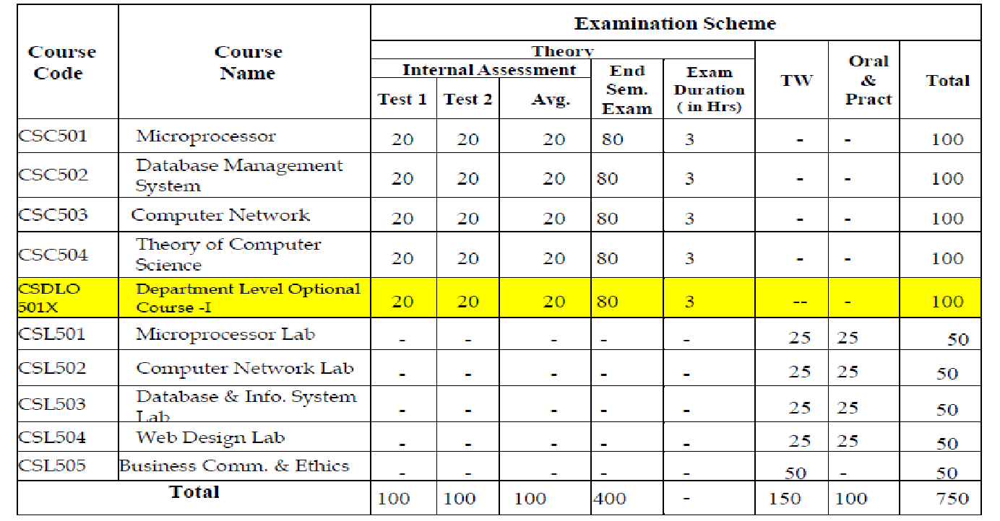 Examination Scheme
Course Code
Course Name
Theory
TW
Oral & Pract
Total
Internal Assessment
End Sem. Exam
Exam Duration ( in Hrs)
Test 1 Test 2 Avg.
CSC501 Microprocessor 20 20 20 80 3 - - 100
CSC502 Database Management System 20 20 20 80 3 - - 100
CSC503 Computer Network 20 20 20 80 3 - - 100
CSC504 Theory of Computer Science 20 20 20 80 3 - - 100
CSDLO 501X Department Level Optional Course -I 20 20 20 80 3 -- - 100
CSL501 Microprocessor Lab - - - - - 25 25 50
CSL502 Computer Network Lab - - - - - 25 25 50
CSL503 Database & Info. System Lab - - - - - 25 25 50
CSL504 Web Design Lab - - - - - 25 25 50
CSL505 Business Comm. & Ethics - - - - - 50 - 50
Total 100 100 100 400 - 150 100 750